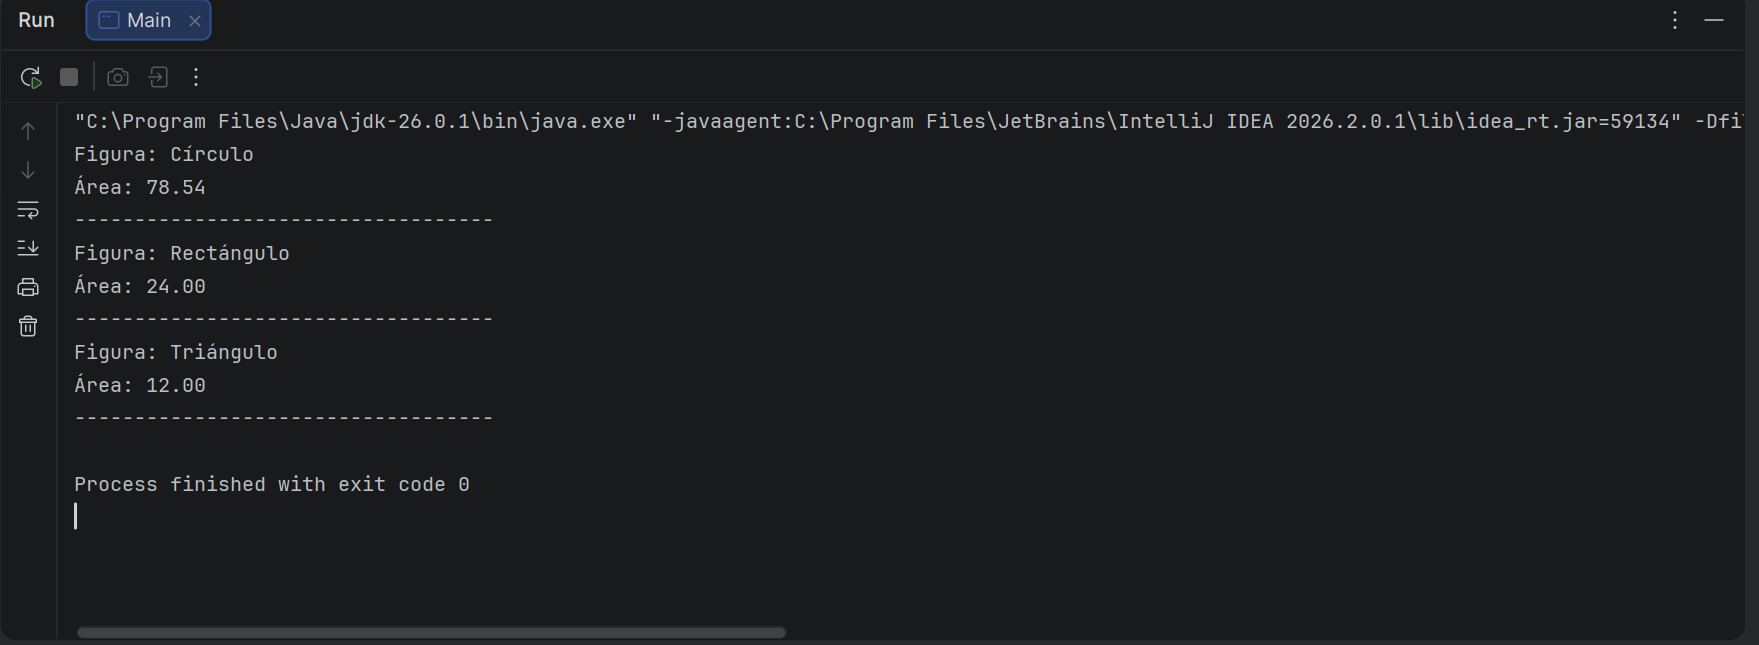 Run Main
"C:\Program Files\Java\jdk-26.0.1\bin\java.exe" "-javaagent:C:\Program Files\JetBrains\IntelliJ IDEA 2026.2.0.1\lib\idea_rt.jar=59134" -Dfi
Figura: Círculo
Área: 78.54
-----------------------------------
Figura: Rectángulo
Área: 24.00
-----------------------------------
Figura: Triángulo
Área: 12.00
-----------------------------------
Process finished with exit code 0